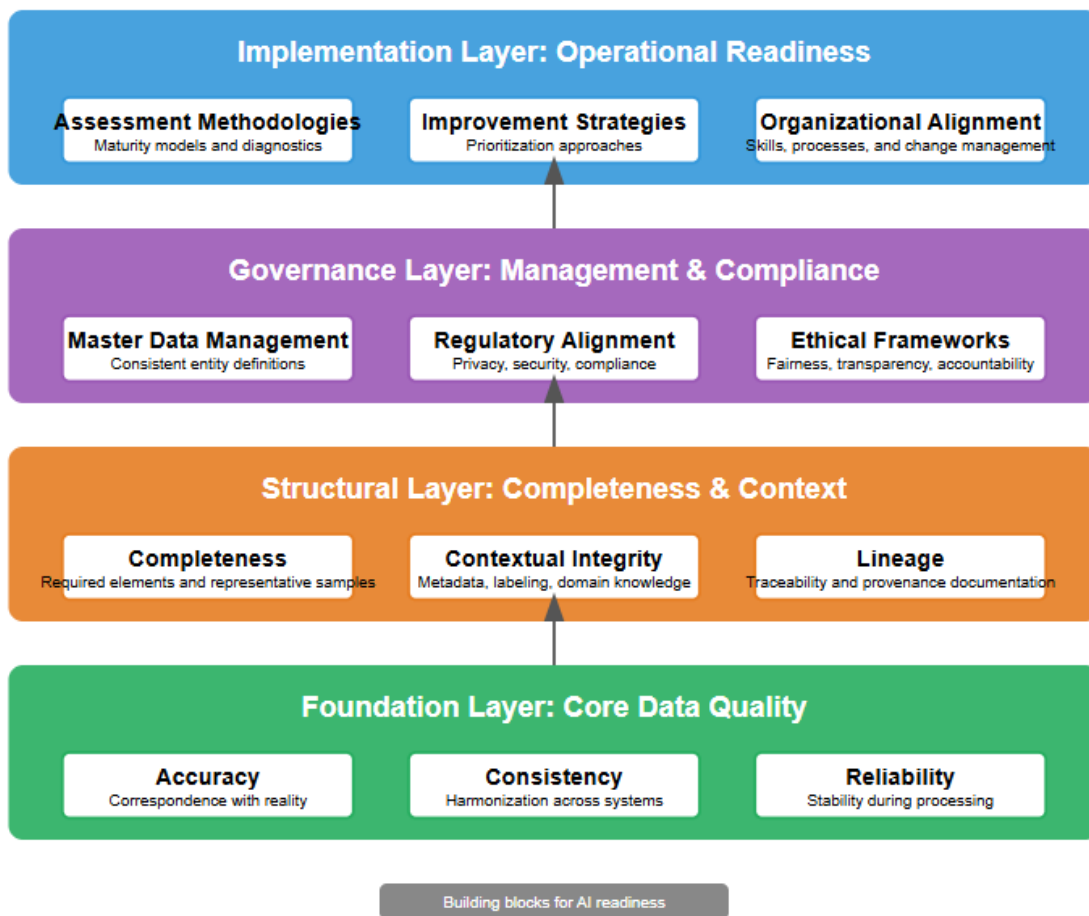 Implementation Layer: Operational Readiness
Assessment Methodologies
Maturity models and diagnostics
Improvement Strategies
Prioritization approaches
Organizational Alignment
Skills, processes, and change management
Governance Layer: Management & Compliance
Master Data Management
Consistent entity definitions
Regulatory Alignment
Privacy, security, compliance
Ethical Frameworks
Fairness, transparency, accountability
Structural Layer: Completeness & Context
Completeness
Required elements and representative samples
Contextual Integrity
Metadata, labeling, domain knowledge
Lineage
Traceability and provenance documentation
Foundation Layer: Core Data Quality
Accuracy
Correspondence with reality
Consistency
Harmonization across systems
Reliability
Stability during processing
Building blocks for AI readiness